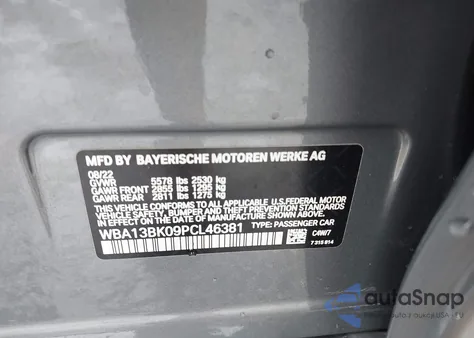 MFD BY BAYERISCHE MOTOREN WERKE AG
08/22
GVWR 5578 lbs 2530 kg
GAWR FRONT 2855 lbs 1295 kg
GAWR REAR 2811 lbs 1275 kg
THIS VEHICLE CONFORMS TO ALL APPLICABLE U.S. FEDERAL MOTOR
VEHICLE SAFETY, BUMPER, AND THEFT PREVENTION STANDARDS
IN EFFECT ON THE DATE OF MANUFACTURE SHOWN ABOVE.
WBA13BK09PCL46381 TYPE: PASSENGER CAR
C4W7
7 315 814
autoSnap